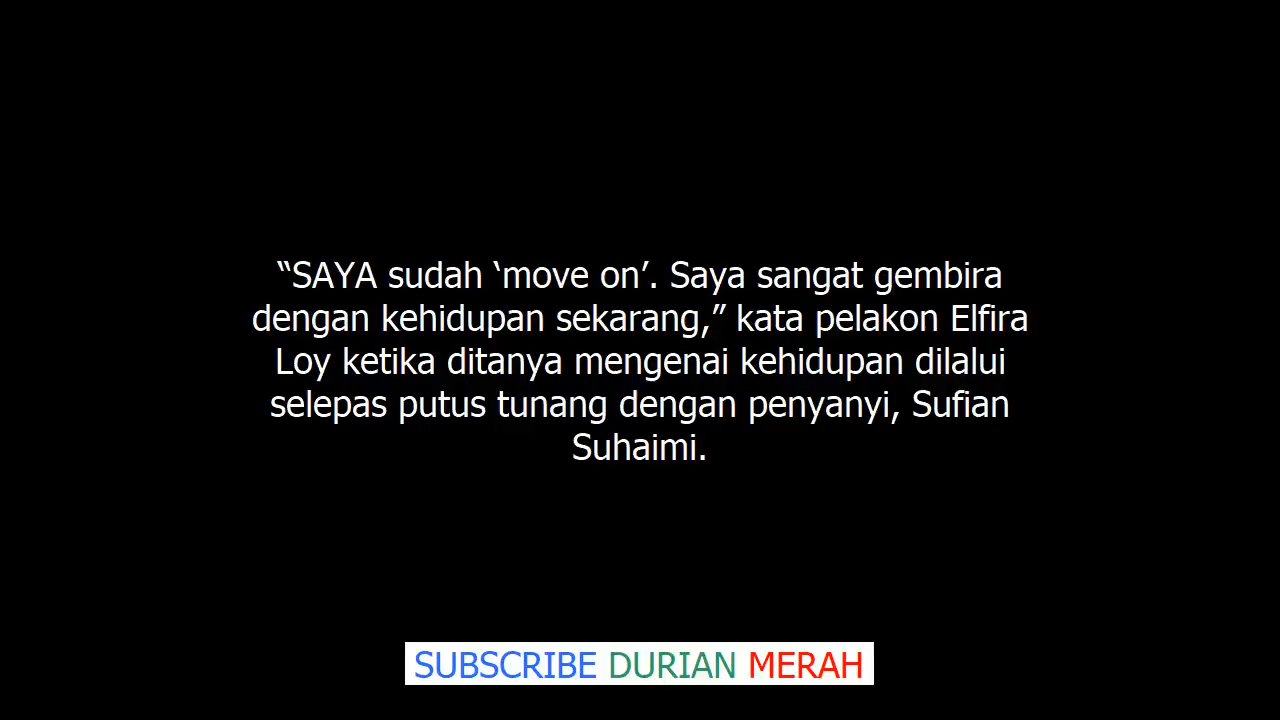 “SAYA sudah ‘move on’. Saya sangat gembira
dengan kehidupan sekarang,” kata pelakon Elfira
Loy ketika ditanya mengenai kehidupan dilalui
selepas putus tunang dengan penyanyi, Sufian
Suhaimi.
SUBSCRIBE DURIAN MERAH